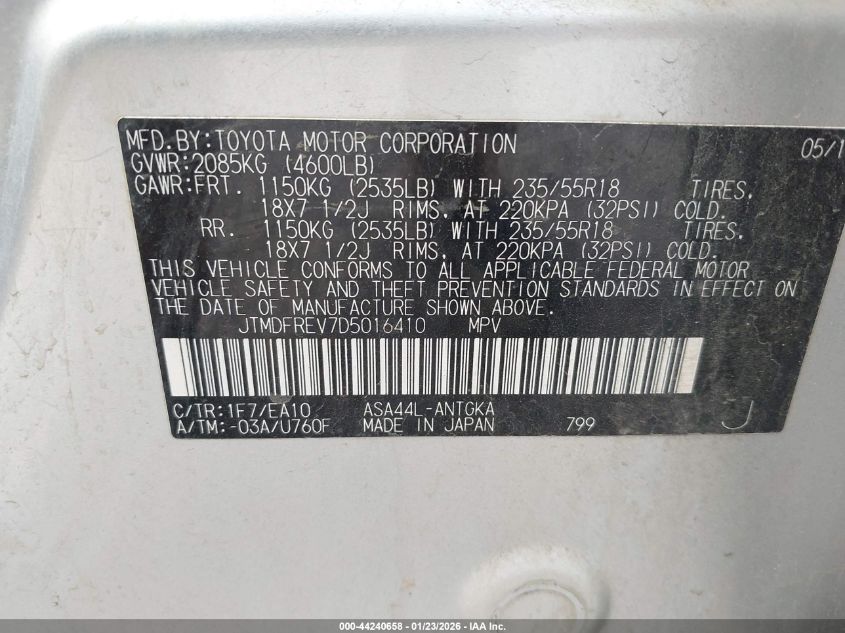 MFD.BY:TOYOTA MOTOR CORPORATION 05/1
GVWR:2085KG (4600LB)
GAWR:FRT. 1150KG (2535LB) WITH 235/55R18 TIRES,
18X7 1/2J RIMS, AT 220KPA (32PSI) COLD.
RR. 1150KG (2535LB) WITH 235/55R18 TIRES,
18X7 1/2J RIMS, AT 220KPA (32PSI) COLD.
THIS VEHICLE CONFORMS TO ALL APPLICABLE FEDERAL MOTOR
VEHICLE SAFETY AND THEFT PREVENTION STANDARDS IN EFFECT ON
THE DATE OF MANUFACTURE SHOWN ABOVE.
JTMDFREV7D5016410 MPV
C/TR:1F7/EA10 ASA44L-ANTGKA
A/TM:-03A/U760F MADE IN JAPAN 799 J
000-44240658 - 01/23/2026 - IAA Inc.